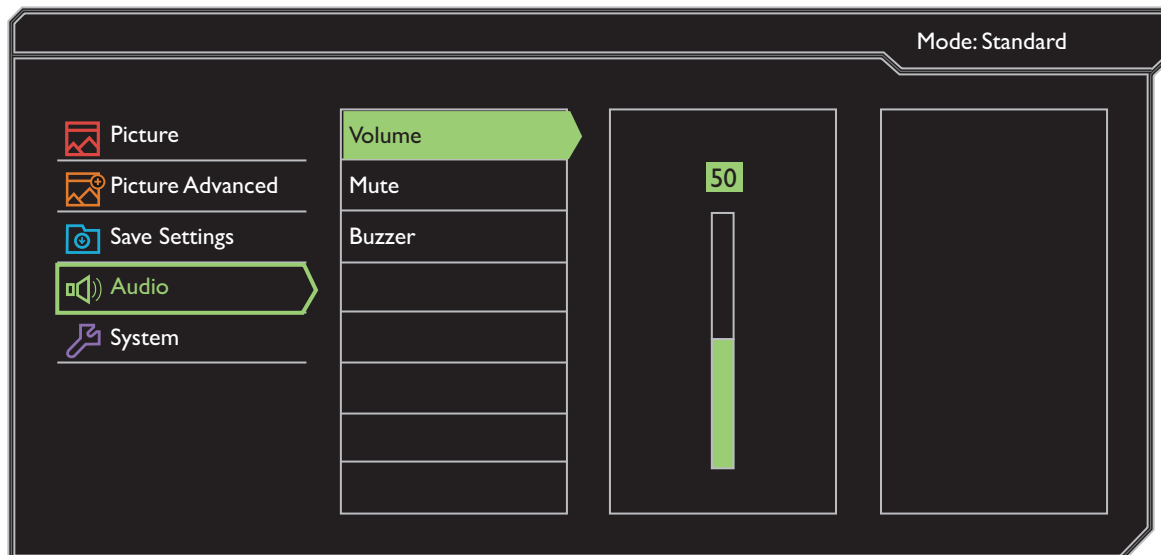 Mode: Standard
Picture
Picture Advanced
Save Settings
Audio
System
Volume
Mute
Buzzer
50